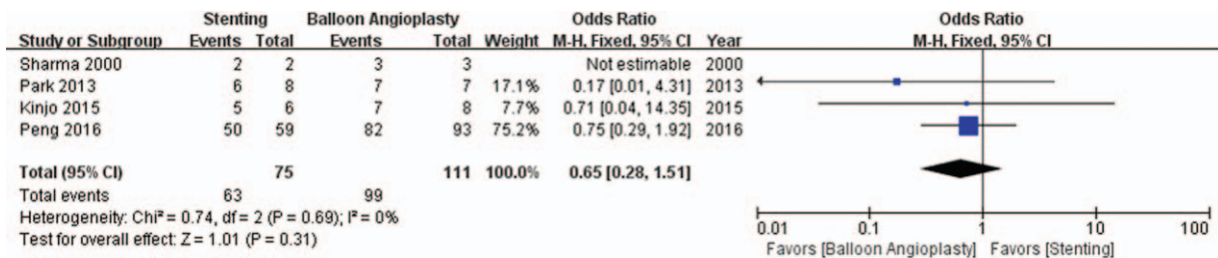 Stenting Balloon Angioplasty Odds Ratio Odds Ratio
Study or Subgroup Events Total Events Total Weight M-H, Fixed, 95% CI Year M-H, Fixed, 95% CI
Sharma 2000 2 2 3 3 Not estimable 2000
Park 2013 6 8 7 7 17.1% 0.17 [0.01, 4.31] 2013
Kinjo 2015 5 6 7 8 7.7% 0.71 [0.04, 14.35] 2015
Peng 2016 50 59 82 93 75.2% 0.75 [0.29, 1.92] 2016
Total (95% CI) 75 111 100.0% 0.65 [0.28, 1.51]
Total events 63 99
Heterogeneity: Chi² = 0.74, df = 2 (P = 0.69); I² = 0%
Test for overall effect: Z = 1.01 (P = 0.31)
0.01 0.1 1 10 100
Favors [Balloon Angioplasty] Favors [Stenting]